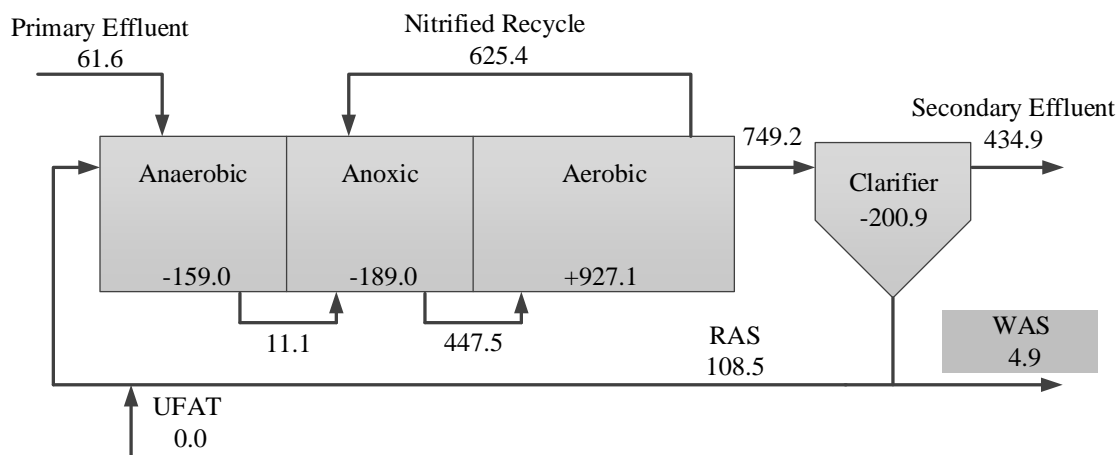 Primary Effluent
61.6
Nitrified Recycle
625.4
Secondary Effluent
434.9
749.2
Anaerobic
Anoxic
Aerobic
Clarifier
-200.9
-159.0
-189.0
+927.1
11.1
447.5
RAS
108.5
WAS
4.9
UFAT
0.0